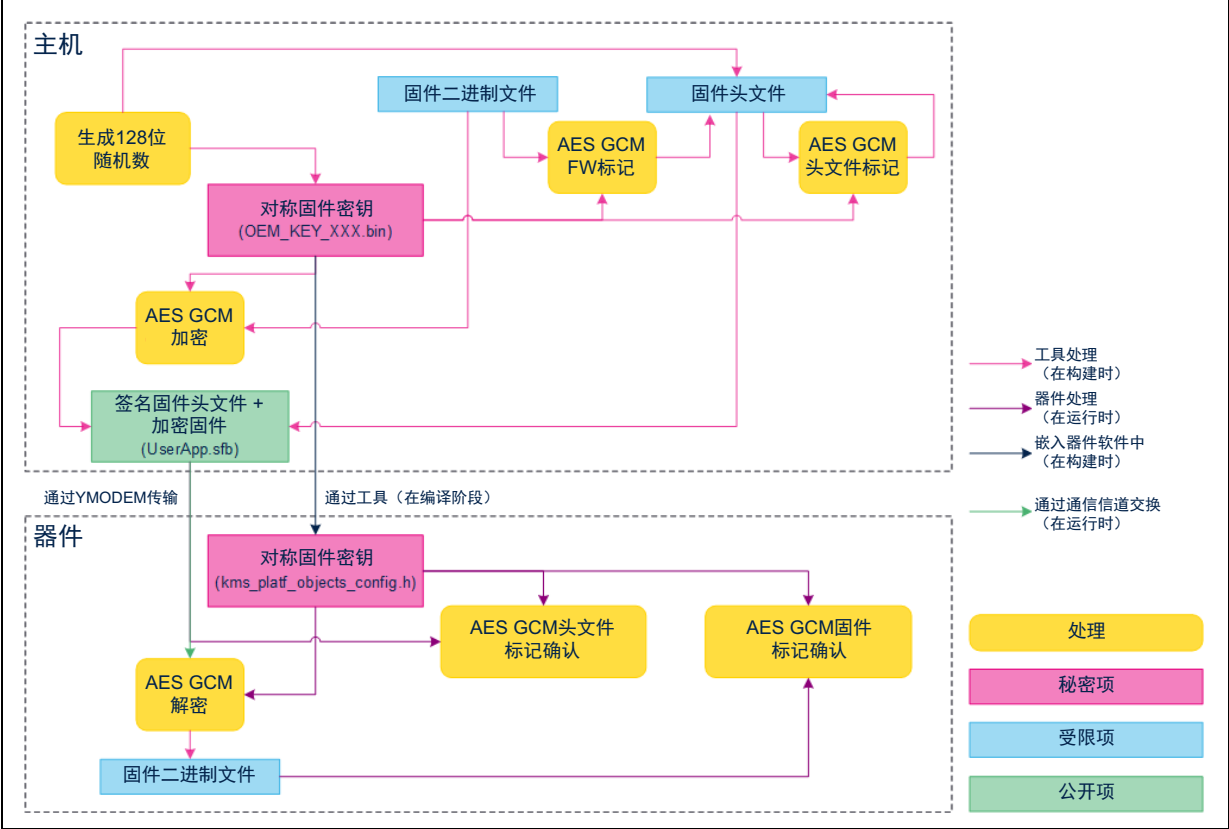 主机
生成128位
随机数
固件二进制文件
固件头文件
AES GCM
FW标记
AES GCM
头文件标记
对称固件密钥
(OEM_KEY_XXX.bin)
AES GCM
加密
签名固件头文件 +
加密固件
(UserApp.sfb)
通过YMODEM传输
通过工具（在编译阶段）
器件
对称固件密钥
(kms_platf_objects_config.h)
AES GCM头文件
标记确认
AES GCM固件
标记确认
AES GCM
解密
固件二进制文件
工具处理
（在构建时）
器件处理
（在运行时）
嵌入器件软件中
（在构建时）
通过通信信道交换
（在运行时）
处理
秘密项
受限项
公开项